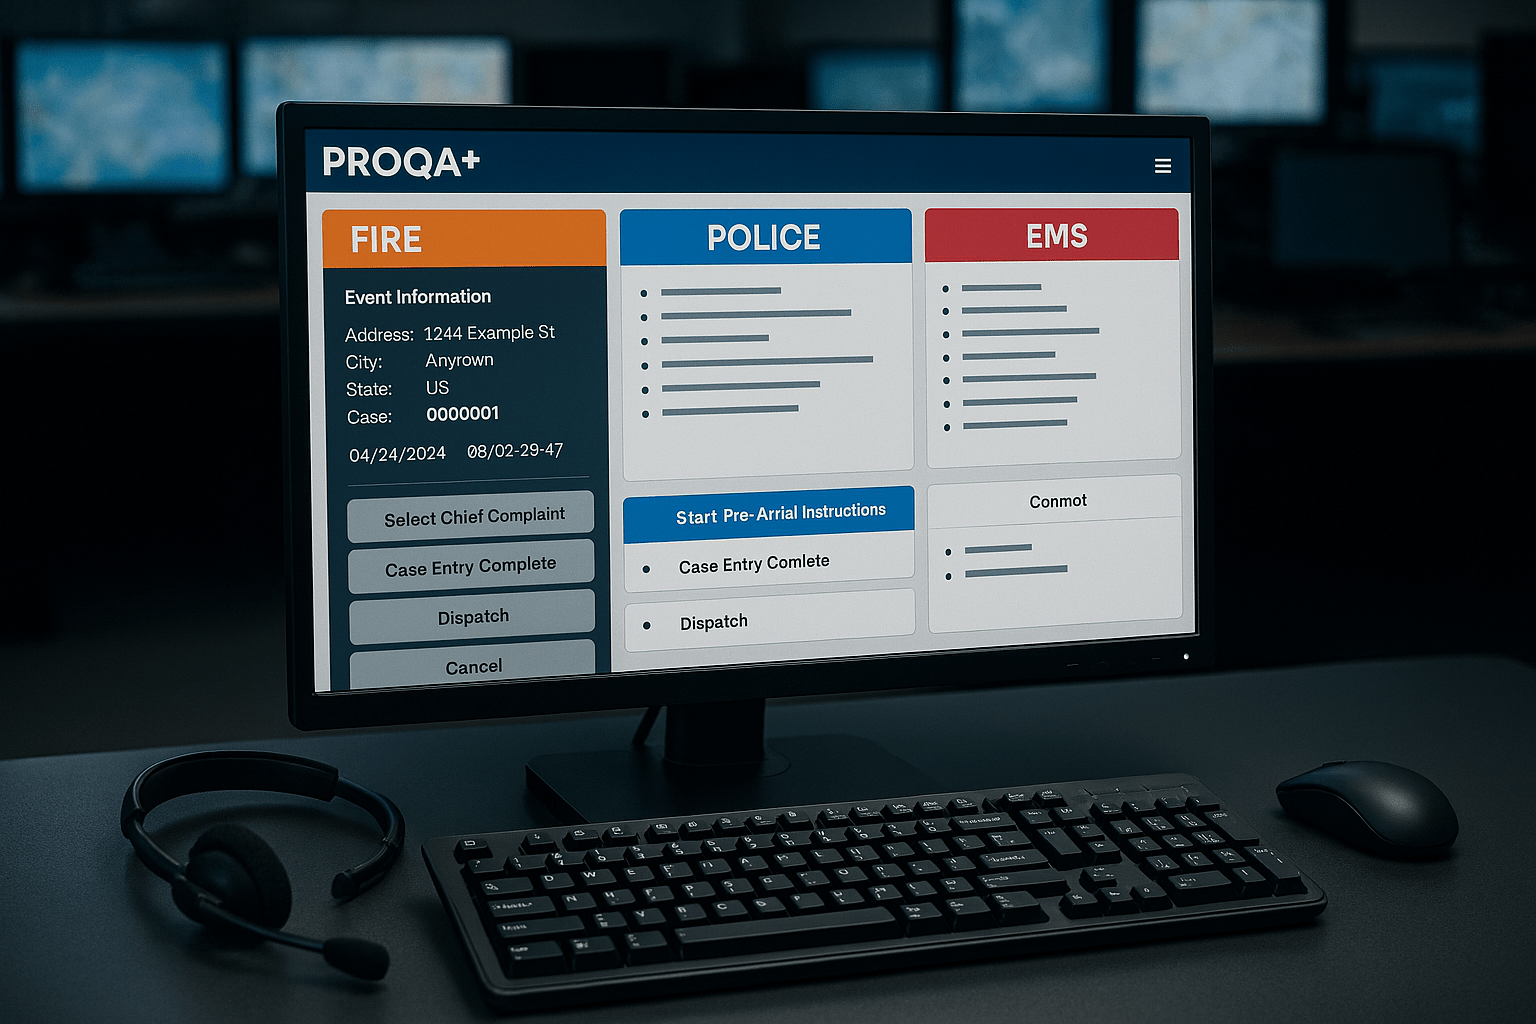 PROQA+
FIRE
Event Information
Address: 1244 Example St
City: Anyrown
State: US
Case: 0000001
04/24/2024 08/02-29-47
Select Chief Complaint
Case Entry Complete
Dispatch
Cancel
POLICE
Start Pre-Arrial Instructions
Case Entry Comlete
Dispatch
EMS
Conmot